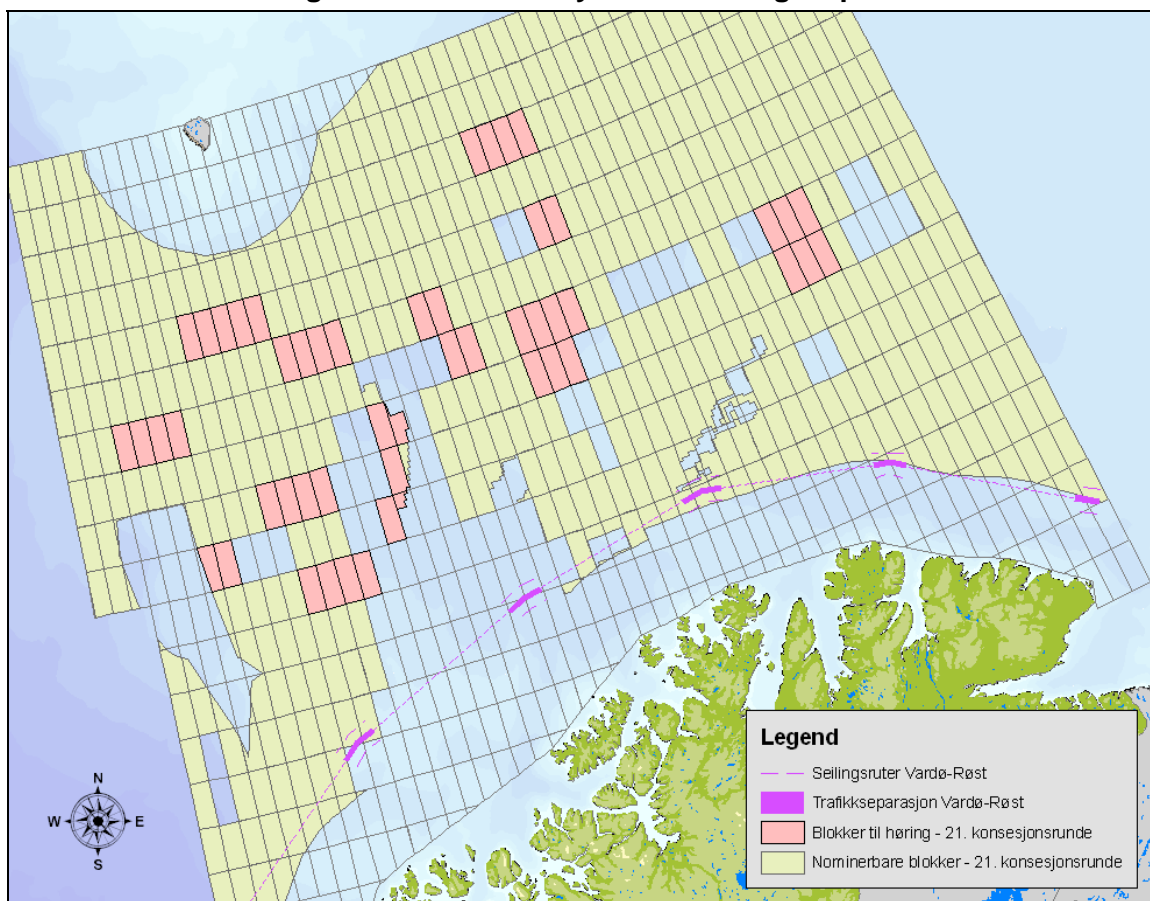 N
W E
S
Legend
Seilingsruter Vardø-Røst
Trafikkseparasjon Vardø-Røst
Blokker til høring - 21. konsesjonsrunde
Nominerbare blokker - 21. konsesjonsrunde